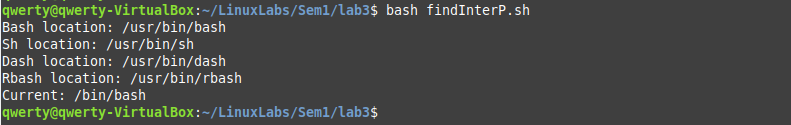 qwerty@qwerty-VirtualBox:~/LinuxLabs/Sem1/lab3$ bash findInterP.sh
Bash location: /usr/bin/bash
Sh location: /usr/bin/sh
Dash location: /usr/bin/dash
Rbash location: /usr/bin/rbash
Current: /bin/bash
qwerty@qwerty-VirtualBox:~/LinuxLabs/Sem1/lab3$